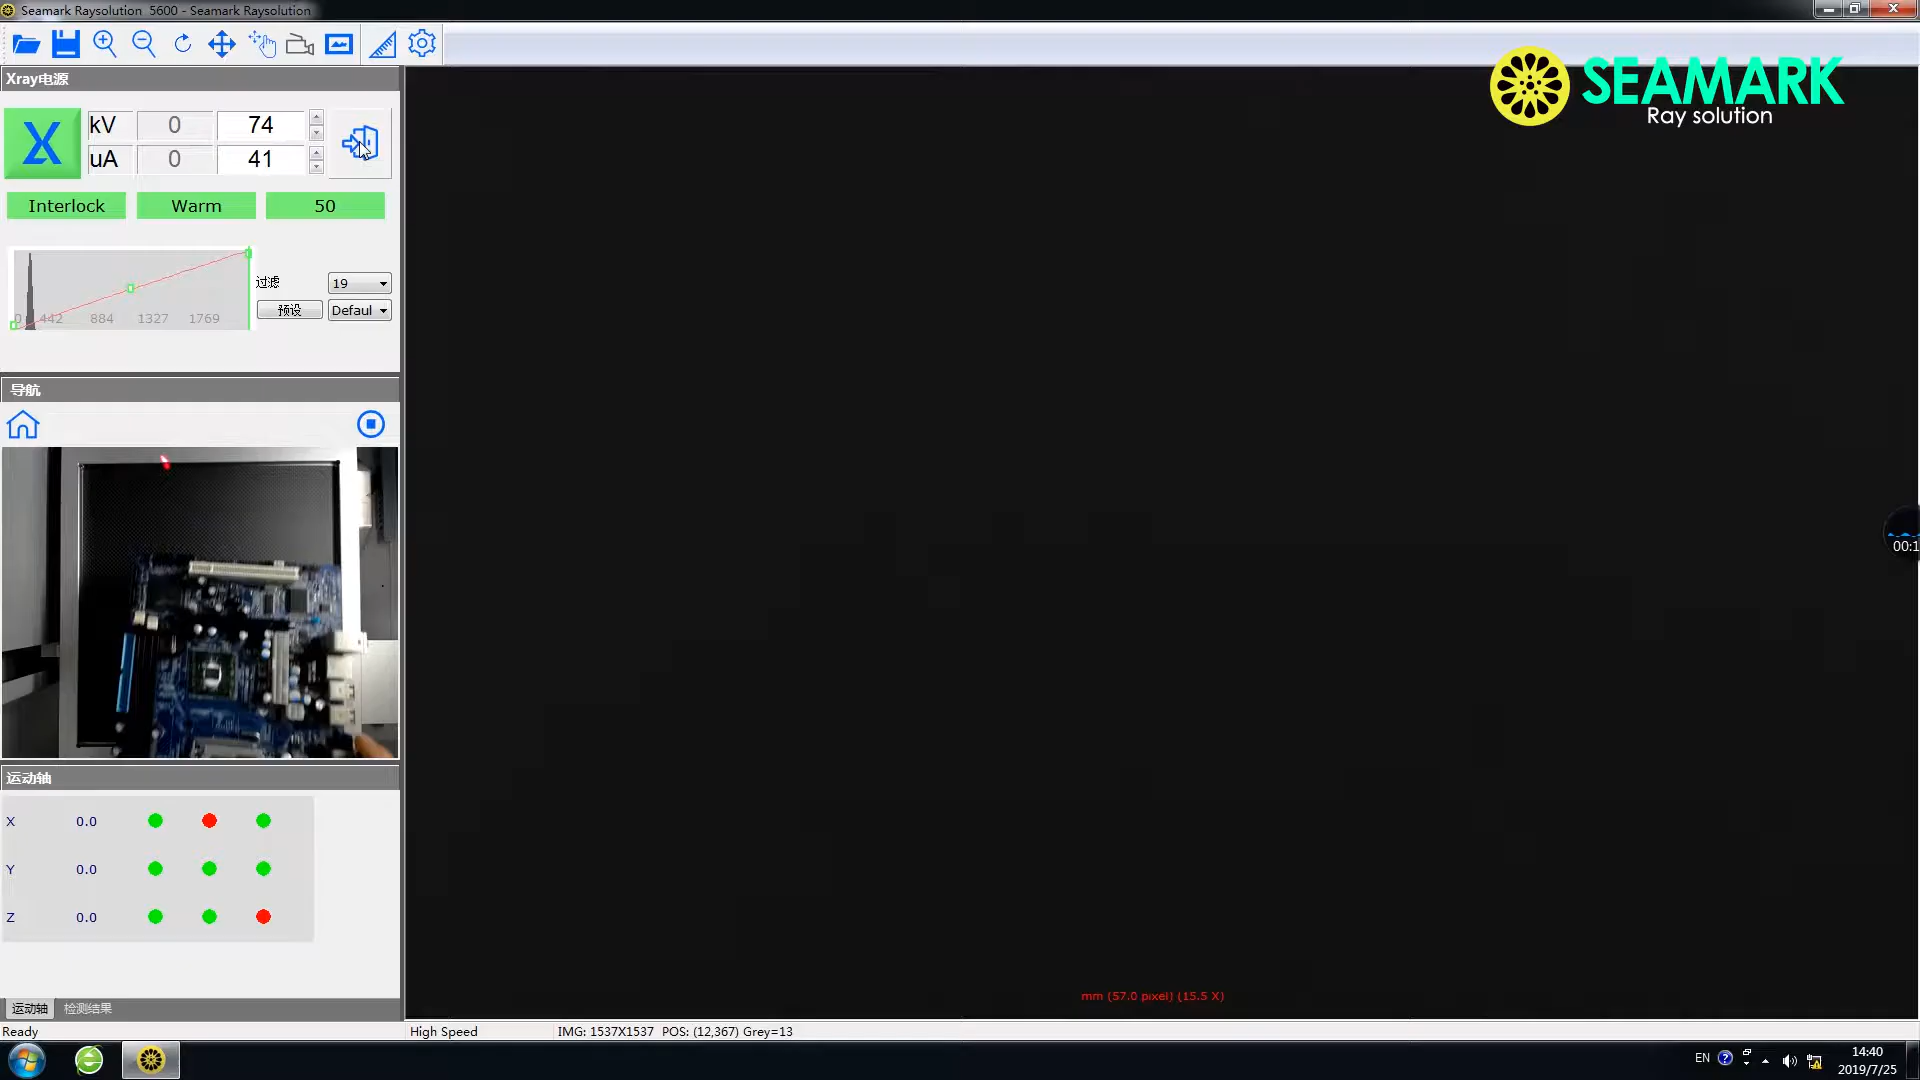 Seamark Raysolution 5600 - Seamark Raysolution
SEAMARK
Ray solution
Xray电源
X
kV 0 74
uA 0 41
Interlock Warm 50
过滤 19
预设 Defaul
0 442 884 1327 1769
导航
00:1
运动轴
X 0.0
Y 0.0
Z 0.0
mm (57.0 pixel) (15.5 X)
运动轴 检测结果
Ready High Speed IMG: 1537X1537 POS: (12,367) Grey=13
EN
14:40
2019/7/25